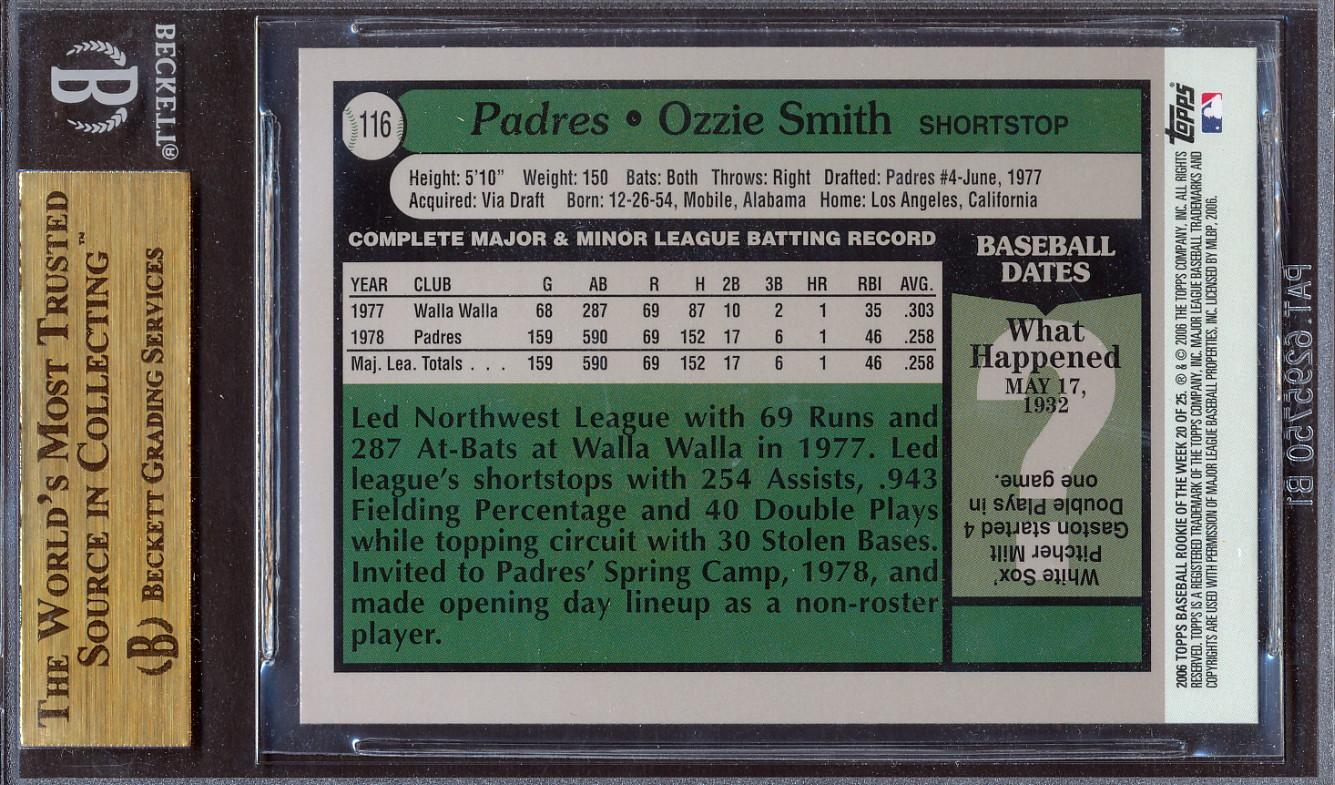 BECKETT®
B
THE WORLD'S MOST TRUSTED
SOURCE IN COLLECTING™
(B) BECKETT GRADING SERVICES
116
Padres • Ozzie Smith SHORTSTOP
Height: 5'10" Weight: 150 Bats: Both Throws: Right Drafted: Padres #4-June, 1977
Acquired: Via Draft Born: 12-26-54, Mobile, Alabama Home: Los Angeles, California
COMPLETE MAJOR & MINOR LEAGUE BATTING RECORD
YEAR CLUB G AB R H 2B 3B HR RBI AVG.
1977 Walla Walla 68 287 69 87 10 2 1 35 .303
1978 Padres 159 590 69 152 17 6 1 46 .258
Maj. Lea. Totals . . . 159 590 69 152 17 6 1 46 .258
Led Northwest League with 69 Runs and
287 At-Bats at Walla Walla in 1977. Led
league's shortstops with 254 Assists, .943
Fielding Percentage and 40 Double Plays
while topping circuit with 30 Stolen Bases.
Invited to Padres' Spring Camp, 1978, and
made opening day lineup as a non-roster
player.
BASEBALL
DATES
What
Happened
MAY 17,
1932
?
White Sox'
Pitcher Milt
Gaston started 4
Double Plays in
one game.
topps®
2006 TOPPS BASEBALL ROOKIE OF THE WEEK 20 OF 25. ® & © 2006 THE TOPPS COMPANY, INC. ALL RIGHTS
RESERVED. TOPPS IS A REGISTERED TRADEMARK OF THE TOPPS COMPANY, INC. MAJOR LEAGUE BASEBALL TRADEMARKS AND
COPYRIGHTS ARE USED WITH PERMISSION OF MAJOR LEAGUE BASEBALL PROPERTIES, INC. LICENSED BY MLBP, 2006.
PAT. 6295750 B1